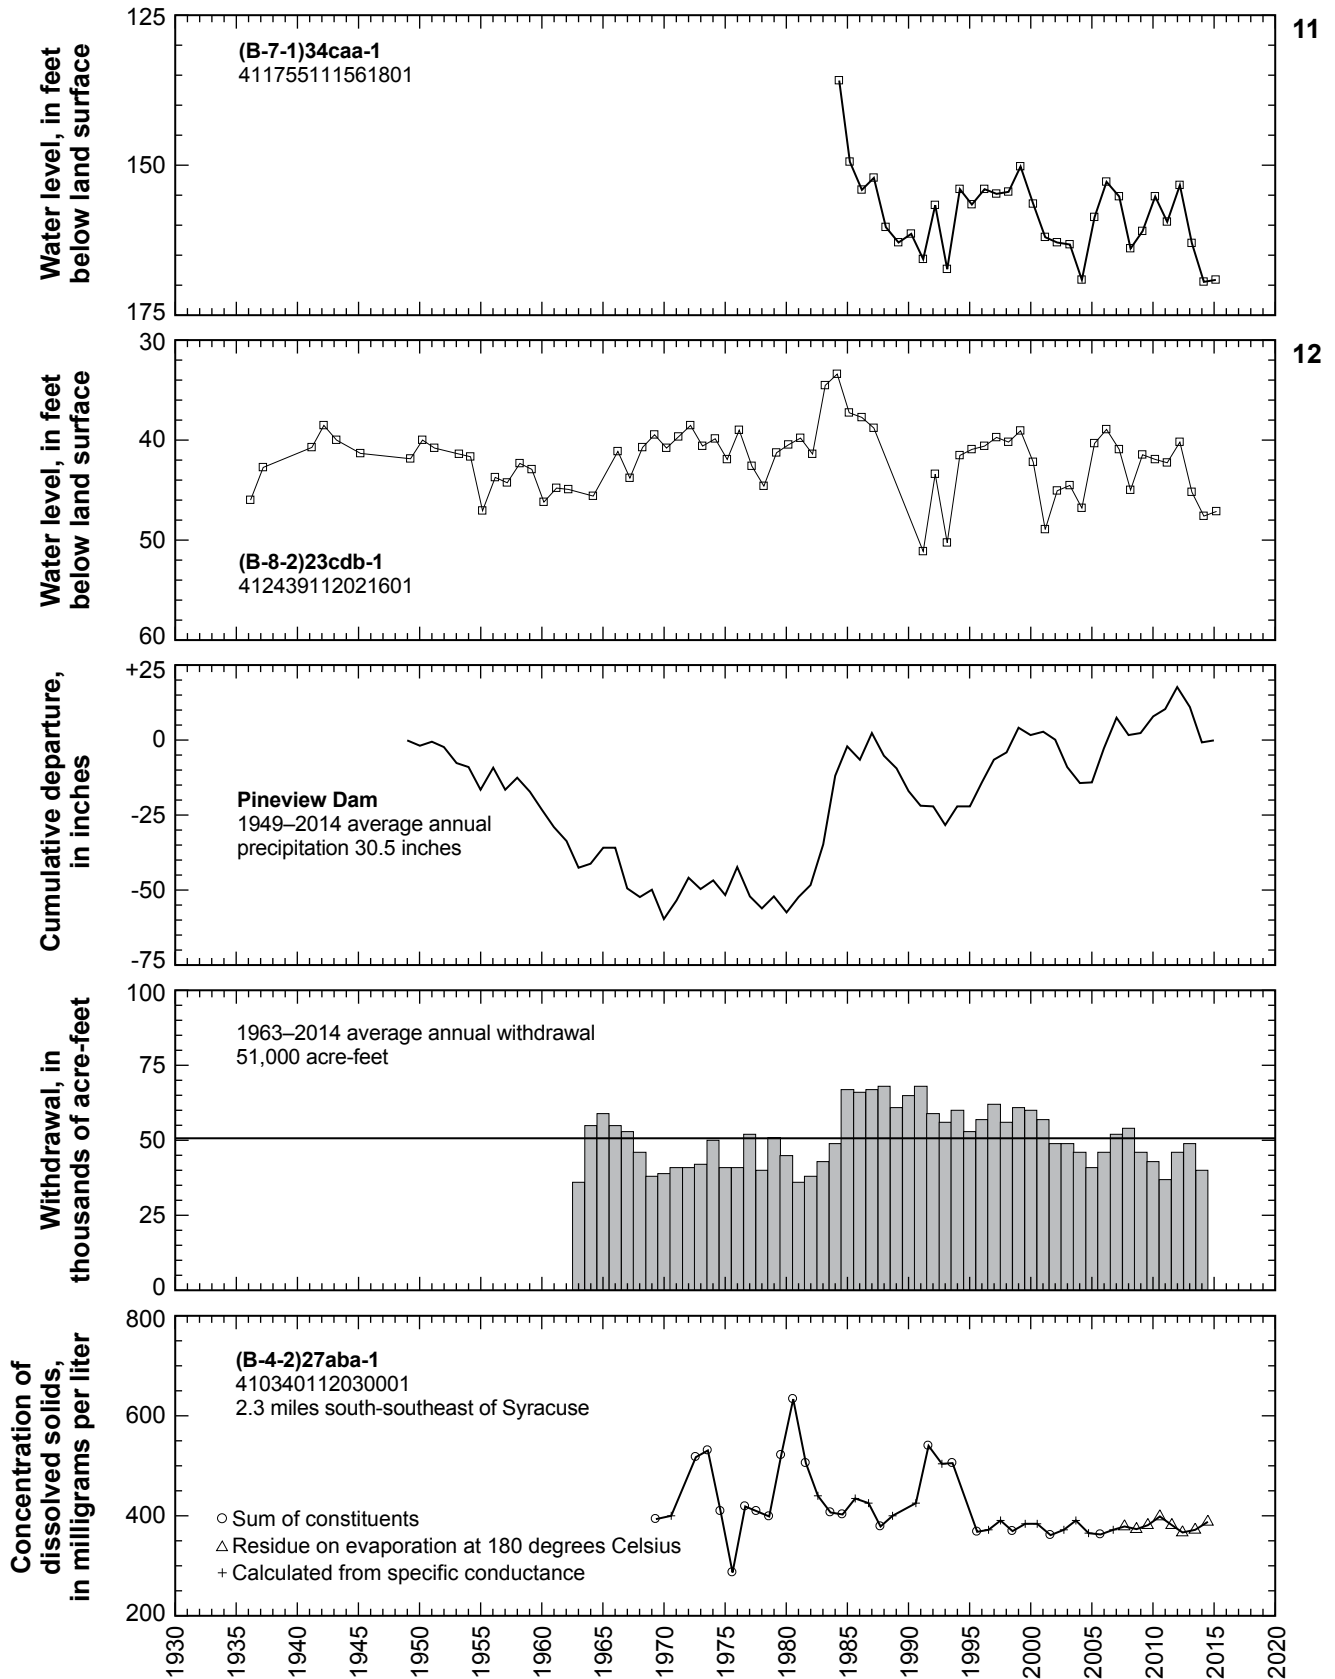 11
Water level, in feet
below land surface
125
150
175
(B-7-1)34caa-1
411755111561801
12
Water level, in feet
below land surface
30
40
50
60
(B-8-2)23cdb-1
412439112021601
Cumulative departure,
in inches
+25
0
-25
-50
-75
Pineview Dam
1949–2014 average annual
precipitation 30.5 inches
Withdrawal, in
thousands of acre-feet
100
75
50
25
0
1963–2014 average annual withdrawal
51,000 acre-feet
Concentration of
dissolved solids,
in milligrams per liter
800
600
400
200
(B-4-2)27aba-1
410340112030001
2.3 miles south-southeast of Syracuse
Sum of constituents
Residue on evaporation at 180 degrees Celsius
Calculated from specific conductance
1930
1935
1940
1945
1950
1955
1960
1965
1970
1975
1980
1985
1990
1995
2000
2005
2010
2015
2020